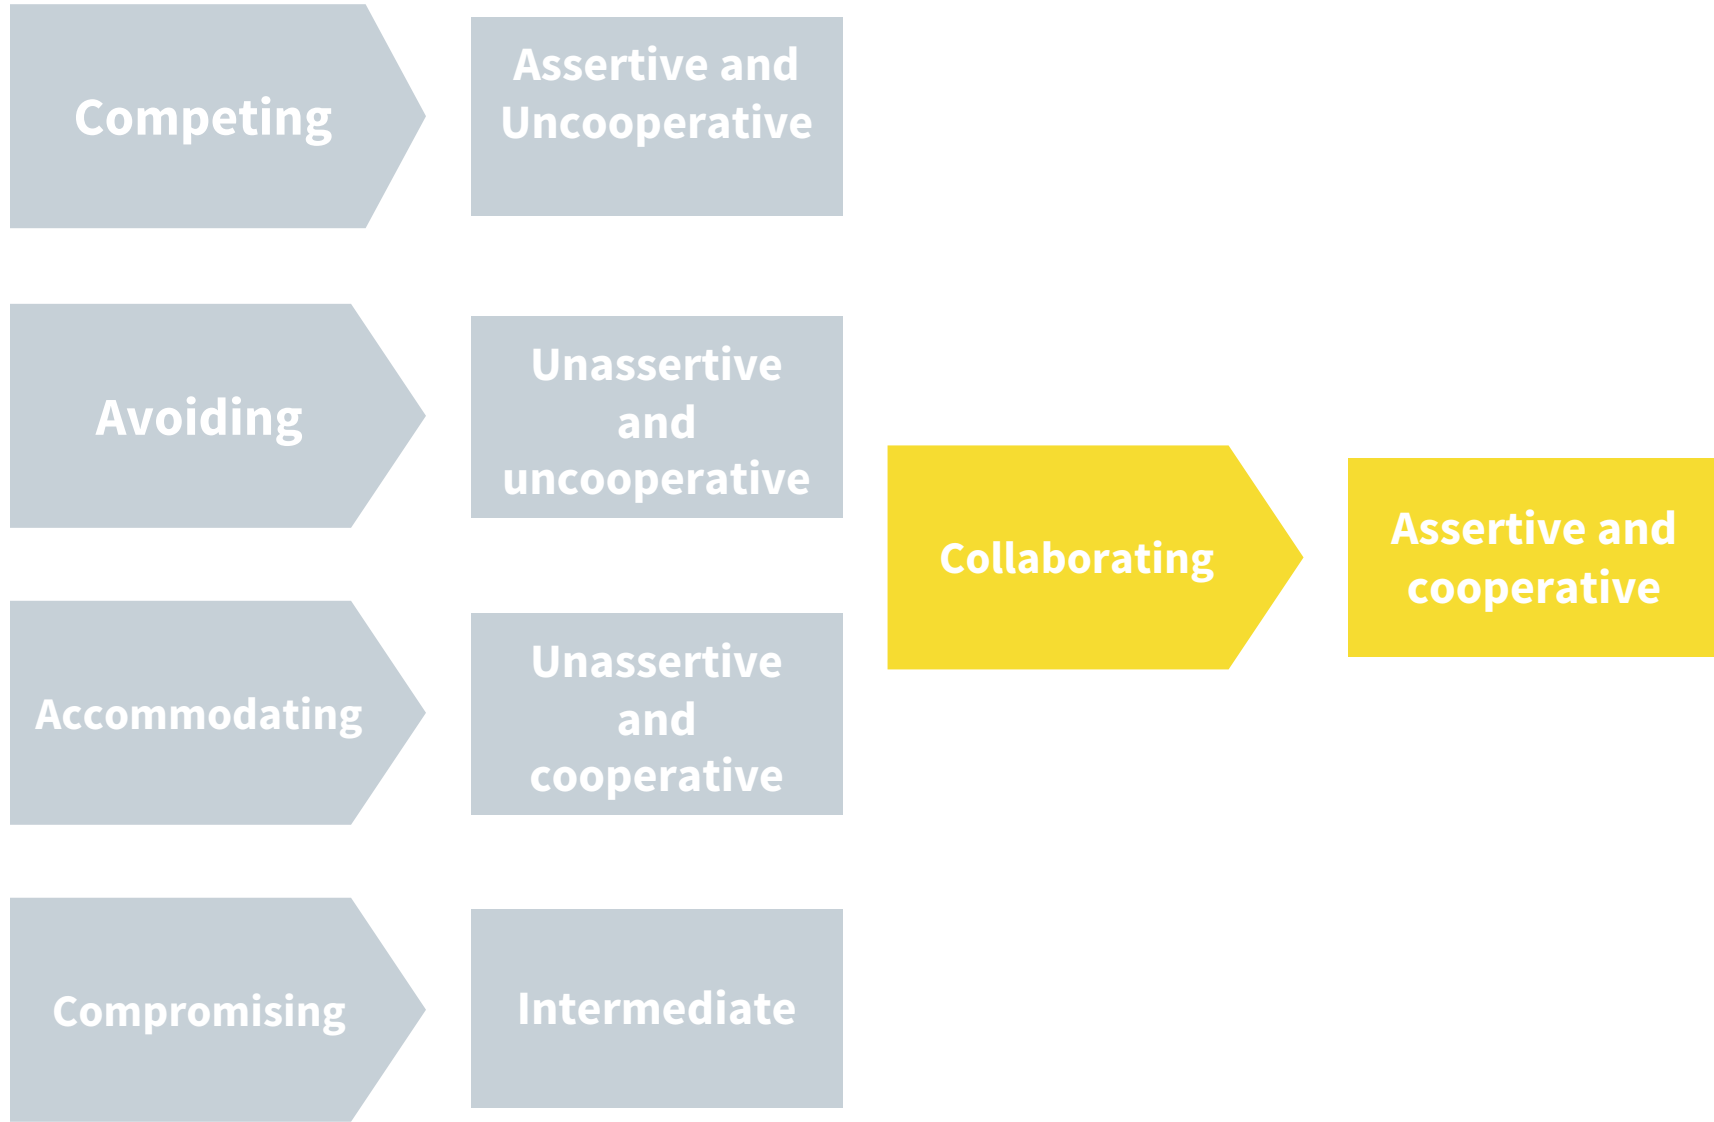 Competing
Assertive and
Uncooperative
Avoiding
Unassertive
and
uncooperative
Accommodating
Unassertive
and
cooperative
Compromising
Intermediate
Collaborating
Assertive and
cooperative